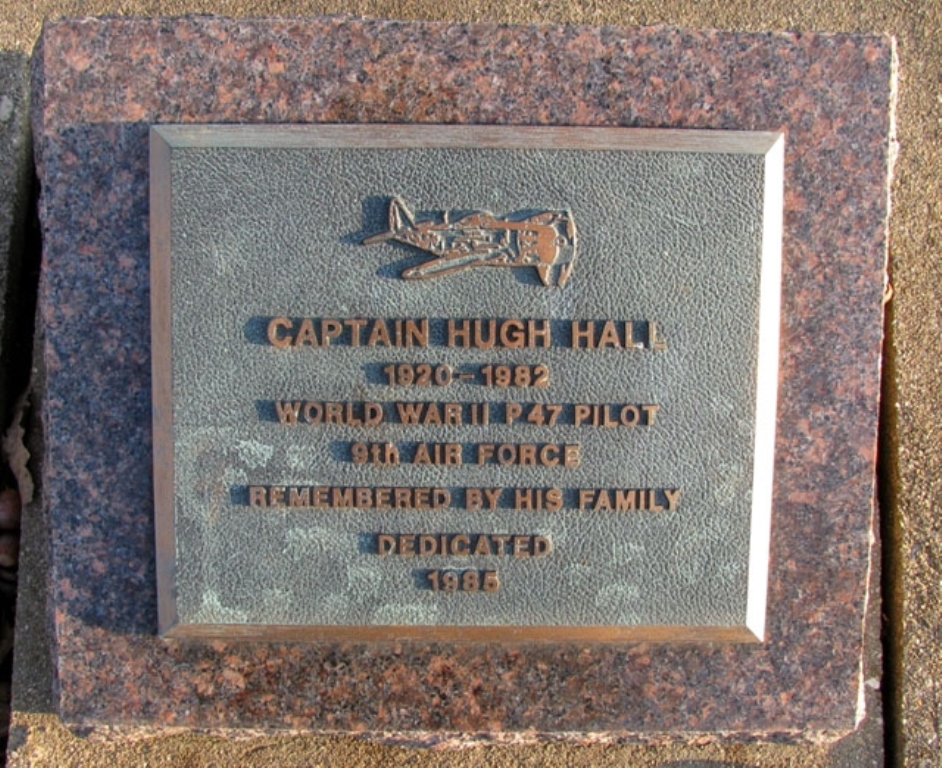 CAPTAIN HUGH HALL
1920-1982
WORLD WAR II P47 PILOT
9th AIR FORCE
REMEMBERED BY HIS FAMILY
DEDICATED
1985